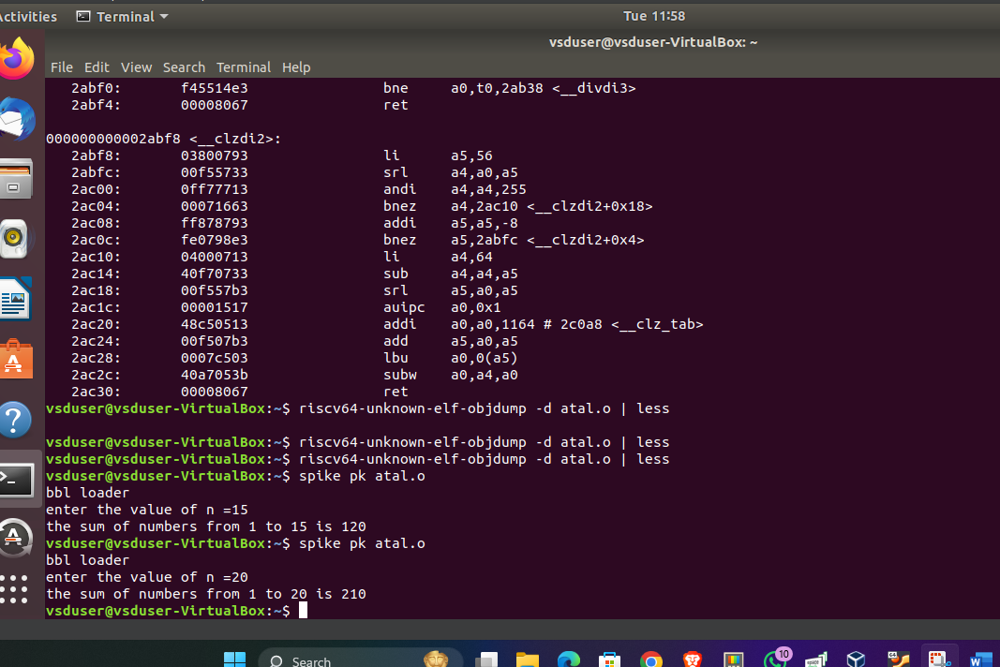 Activities Terminal Tue 11:58
vsduser@vsduser-VirtualBox: ~
File Edit View Search Terminal Help
2abf0: f45514e3 bne a0,t0,2ab38 <__divdi3>
2abf4: 00008067 ret
000000000002abf8 <__clzdi2>:
2abf8: 03800793 li a5,56
2abfc: 00f55733 srl a4,a0,a5
2ac00: 0ff77713 andi a4,a4,255
2ac04: 00071663 bnez a4,2ac10 <__clzdi2+0x18>
2ac08: ff878793 addi a5,a5,-8
2ac0c: fe0798e3 bnez a5,2abfc <__clzdi2+0x4>
2ac10: 04000713 li a4,64
2ac14: 40f70733 sub a4,a4,a5
2ac18: 00f557b3 srl a5,a0,a5
2ac1c: 00001517 auipc a0,0x1
2ac20: 48c50513 addi a0,a0,1164 # 2c0a8 <__clz_tab>
2ac24: 00f507b3 add a5,a0,a5
2ac28: 0007c503 lbu a0,0(a5)
2ac2c: 40a7053b subw a0,a4,a0
2ac30: 00008067 ret
vsduser@vsduser-VirtualBox:~$ riscv64-unknown-elf-objdump -d atal.o | less
vsduser@vsduser-VirtualBox:~$ riscv64-unknown-elf-objdump -d atal.o | less
vsduser@vsduser-VirtualBox:~$ riscv64-unknown-elf-objdump -d atal.o | less
vsduser@vsduser-VirtualBox:~$ spike pk atal.o
bbl loader
enter the value of n =15
the sum of numbers from 1 to 15 is 120
vsduser@vsduser-VirtualBox:~$ spike pk atal.o
bbl loader
enter the value of n =20
the sum of numbers from 1 to 20 is 210
vsduser@vsduser-VirtualBox:~$
Search 10